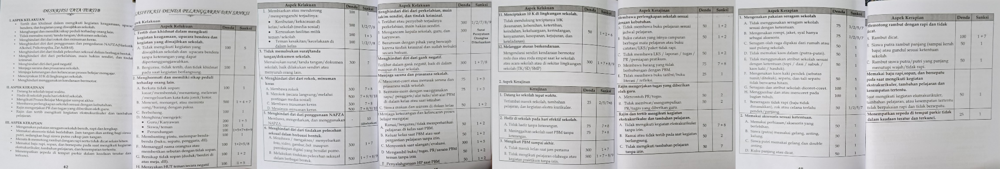 DESKRIPSI TATA TERTIB
I. ASPEK KELAKUAN
• Tertib dan khidmat dalam mengikuti kegiatan keagamaan, upacara
bendera, dan kegiatan yang diwajibkan sekolah.
• Menghargai dan memiliki sikap peduli terhadap orang lain.
• Tidak memalsu surat/tanda tangan/dokumen sekolah.
• Menghindari diri dari rokok dan minuman keras.
• Menghindari diri dari penggunaan dan pengedaran NAPZA(Narkotik
Alkohol, Psikotropika, Zat Adiktif).
• Menghindari diri dari tindak pelecehan seksual dalam berbagai bentuk.
• Menghindari diri dari perkelahian, main hakim sendiri, dan tindak
kriminal.
• Menghindari diri dari gank negatif.
• Menjaga sarana dan prasarana sekolah.
• Menjaga ketenangan dan kelancaran proses belajar mengajar.
• Menciptakan 10 K di lingkungan sekolah.
• Menghindari menggunakan kendaraan bermotor.
II. ASPEK KERAJINAN
• Datang ke sekolah tepat waktu.
• Hadir di sekolah pada hari efektif sekolah.
• Mengikuti Proses Belajar Mengajar sampai akhir.
• Membawa perlengkapan sekolah sesuai dengan kebutuhan.
• Rajin mengerjakan PR dan tugas yang diberikan oleh guru.
• Rajin dan tertib mengikuti kegiatan ekstrakurikuler dan tambahan
pelajaran.
III. ASPEK KERAPIAN
• Mengenakan pakaian seragam sekolah bersih, rapi dan lengkap.
• Memakai aksesoris tidak berlebihan. Jam tangan dan anting bagi siswa
putri, sedangkan bagi siswa putra cukup jam tangan.
• Menata & memotong rambut dengan rapi serta tidak dicat selain hitam.
• Memakai baju rapi, sopan, dan bersepatu pada saat mengikuti kegiatan
ekstrakurikuler, tambahan pelajaran, dan kesempatan tertentu.
• Menempatkan sepeda di tempat parkir dalam keadaan teratur dan
terkunci.
42
ASIFIKASI DENDA PELANGGARAN DAN SANKSI
pek Kelakuan
Aspek Kelakuan Denda Sanksi
1. Tertib dan khidmat dalam mengikuti
kegiatan keagamaan, upacara bendera dan
kegiatan yang diwajibkan sekolah.
A. Tidak mengikuti kegiatan yang 100 5
diwajibkan sekolah dan upacara bendera
tanpa keterangan yang dapat
dipertanggungjawabkan.
B. Bergurau, tidak tertib, dan tidak khidmat 100 5
pada saat kegiatan berlangsung.
2. Menghormati dan memiliki sikap peduli
terhadap orang lain.
A. Berkata tidak sopan: 100 1
kasar/membentak/menantang, melawan
/mengeluarkan kata-kata jorok/kotor.
B. Mencuri, menarget, atau meminta 500 1 + 4 + 7
uang/barang dengan paksa.
C. Berbohong. 100 1
D. Menghina/mengejek:
• Guru/Karyawan 200 1 + 5
• Siswa/teman 100 1
• Perundungan 100 1+5+7+8+9
E. Membanting pintu, melempar benda- 100 1
benda (buku, sepatu, penggaris, dll).
F. Memanggil nama orangtua atau 100 1+2+5/8
memberikan sebutan dengan tidak sopan.
G. Bersikap tidak sopan (duduk/berdiri di 100 1 + 2
atas meja, dll).
H. Merayakan HUT teman secara negatif 100 1 + 5
Aspek Kelakuan Denda Sanksi
1. Membiarkan atau mendorong 100 1
/mempengaruhi terjadinya:
• Keributan/kekacauan di 100 1/2/7/8
kelas/sekolah (media sosial)
• Kerusakan fasilitas milik 100 1 + 3
teman/sekolah
• Teman kesakitan/kecelakaan di 100 1/2/7/8
dalam kelas
3. Tidak memalsukan surat/tanda
tangan/dokumen sekolah.
Memalsukan surat/tanda tangan/dokumen 300 7
sekolah, baik dilakukan sendiri atau
menyuruh orang lain.
4. Menghindari diri dari rokok, minuman
keras
A. Membawa rokok 300 7 + 8
B. Merokok (secara langsung/melalui 500 7 + 8/9/10
postingan media sosial)
C. Membawa minuman keras 300 7 + 8
D. Meminum minuman keras. 500 7 + 8/9/10
5. Menghindari diri dari penggunaan NAPZA
Membawa, mengedarkan, dan menggunakan - 10
NAPZA. (dikeluarkan)
6. Menghindari diri dari tindakan pelecehan
seksual dalam berbagai bentuk.
A. Membawa / mengakses/ menyebarkan 300 1 + 7
foto, video, gambar, link maupun
percakapan digital yang bersifat porno.
B. Melakukan tindakan pelecehan seksual 500 1 + 7 + 8/9
dalam berbagai bentuk.
Aspek Kelakuan Denda Sanksi
Menghindari diri dari perkelahian, main
hakim sendiri, dan tindak kriminal.
A. Terlibat atau penyebab terjadinya 300 1/2/7/8/9
perkelahian, main hakim sendiri.
B. Mengancam kepala sekolah, guru, dan 300 Surat
karyawan. Pernyataan
Orangtua
C. Berurusan dengan pihak yang berwajib - Dikeluarkan
karena tindak kriminal dan sudah terbukti
secara hukum.
Menghindari diri dari gank negatif.
Terlibat dalam gank negatif, baik di dalam 300 1 + 7/8
maupun di luar sekolah.
Menjaga sarana dan prasarana sekolah.
A. Mencorat-coret atau merusak sarana dan 75 1 + 3
prasarana milik sekolah.
B. Bermain-main dengan menggunakan 75 1 + 3
sapu/ penggaris/alat tulis/alat-alat PBM
di dalam kelas atau saat istirahat.
C. Siswa makan dan minum di dalam kelas 50 1 + 2
Menjaga ketenangan dan kelancaran proses
belajar mengajar
A. Ramai/bergurau/tidak memperhatikan 50 1 + 2
pelajaran di kelas saat PBM.
B. Keluar kelas saat PBM atau saat 50 1 + 2
pergantian pelajaran tanpa izin.
C. Menyontek saat ulangan/evaluasi. 300 1 + 5
D Mengambil buku/tugas, PR/sarana PBM 50 1 + 2
teman tanpa izin.
E. Penyalahgunaan HP saat PBM 50 1 + 2
Aspek Kelakuan Denda Sanksi
11. Menciptakan 10 K di lingkungan sekolah.
Tidak mendukung terciptanya 10K 50 1 + 2 + 6
(keamanan, kebersihan, ketertiban,
keindahan, kekeluargaan, kerindangan,
kenyamanan, kesopanan, kejujuran, dan
keteladanan).
12. Melanggar aturan berkendaraan.
Mengendarai sendiri kendaraan bermotor 300 1 + 7 + 8/9
roda dua atau roda empat saat ke sekolah
atau acara sekolah atau di sekitar lingkungan
sekolah (TK/SD/SMP)
2. Aspek Kerajinan
Kerajinan Denda Sanksi
1. Datang ke sekolah tepat waktu.
Terlambat masuk sekolah, tambahan 25 2/5/7+8
pelajaran, dan kegiatan ekstra kurikuler.
2. Hadir di sekolah pada hari efektif sekolah.
A. Tidak hadir tanpa keterangan. 75 7+8
B. Meninggalkan sekolah saat PBM tanpa 75 7+8
keterangan.
3. Mengikuti PBM sampai akhir.
A. Tidak masuk kelas saat jam pertama 300 1+7
B. Tidak mengikuti pelajaran olahraga atau 500 1 + 7 + 8/9
kegiatan praktikum tanpa izin.
Aspek Kerajinan Denda Sanksi
Membawa perlengkapan sekolah sesuai
dengan kebutuhan.
A. Tidak membawa buku pelajaran sesuai 50 1 + 2
jadwal pelajaran.
B Buku catatan yang isinya campuran 50 1 + 2
berbagai mata pelajaran atau buku
catatan/LKS/paket tidak rapi.
C. Tidak membawa LKS / laporan / tugas / 50 1 + 2
PR /persiapan pratikum.
D. Membawa barang yang tidak 75 7 + 8
berhubungan dengan PBM.
E. Tidak membawa buku tatibsi/buku 25 1
literasi / refleksi.
Rajin mengerjakan tugas yang diberikan
oleh guru.
A. Mencontoh PR/tugas. 50 2
B. Tidak membuat/mengumpulkan 50 2
PR/tugas yang diberikan guru.
Rajin dan tertib mengikuti kegiatan
ekstrakurikuler dan tambahan pelajaran.
A. Tidak mengikuti kegiatan ekstrakurikuler 50 7 + 8
tanpa izin.
B. Ramai atau tidak tertib pada saat kegiatan 50 2
berlangsung.
C. Tidak mengikuti tambahan pelajaran 50 7
tanpa izin.
Aspek Kerapian Denda Sanksi
1. Mengenakan pakaian seragam sekolah
A. Tidak menggunakan seragam sekolah 75 1/2/5/7
sesuai dengan ketentuan.
B. Mengenakan rompi, jaket, syal hanya 75 1/2/5/7
sebagai aksesoris.
C. Seragam olah raga dipakai dari rumah atau 50 1
saat pulang sekolah.
D. Tidak memakai kaos dalam (putra-putri). 50 1
E. Tidak menggunakan atribut sekolah sesuai 50 1
dengan ketentuan (topi / dasi / sabuk /
kaos kaki / hasduk).
F. Mengenakan kaos kaki pendek (sebatas 50 5
tumit/ditekuk), sepatu, dan tali sepatu
tidak berwarna hitam.
G. Seragam dan atribut sekolah dicoret-coret. 100 1
H. Menggambar dan atau mencoret pada 100 1
bagian tubuh.
I. Berseragam tidak rapi (baju tidak 50 1/2/5/7
dimasukkan), rok atau celana terlalu
pendek/panjang.
2. Memakai aksesoris sesuai ketentuan.
A. Memakai perhiasan/aksesoris yang 50 1
berlebihan.
B. Siswa (putra) memakai gelang, anting, 50 1
kalung.
C. Siswa putri memakai gelang dan double 50 1
anting.
D. Kuku panjang atau dicat. 50 1
Aspek Kerapian Denda Sanksi
Memotong rambut dengan rapi dan tidak
dicat.
A. Rambut dicat. 100 1 + 7
B. Siswa putra rambut panjang (sampai kerah 50 1
baju) atau gundul sesuai ketentuan
sekolah.
C. Rambut siswa putra/putri yang panjang 50 1
menutupi wajah/tidak rapi.
Memakai baju rapi,sopan, dan bersepatu
pada saat mengikuti kegiatan
ekstrakurikuler, tambahan pelajaran dan
kesempatan tertentu.
Saat mengikuti kegiatan ekstrakurikuler, 50 1
tambahan pelajaran, atau kesempatan tertentu
tidak berpakaian rapi dan tidak bersepatu.
Menempatkan sepeda di tempat parkir tidak 25 1
dalam keadaan teratur dan terkunci.